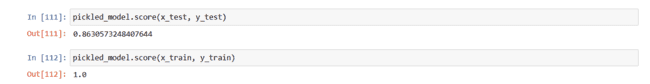 In [111]: pickled_model.score(x_test, y_test)
Out[111]: 0.8630573248407644
In [112]: pickled_model.score(x_train, y_train)
Out[112]: 1.0